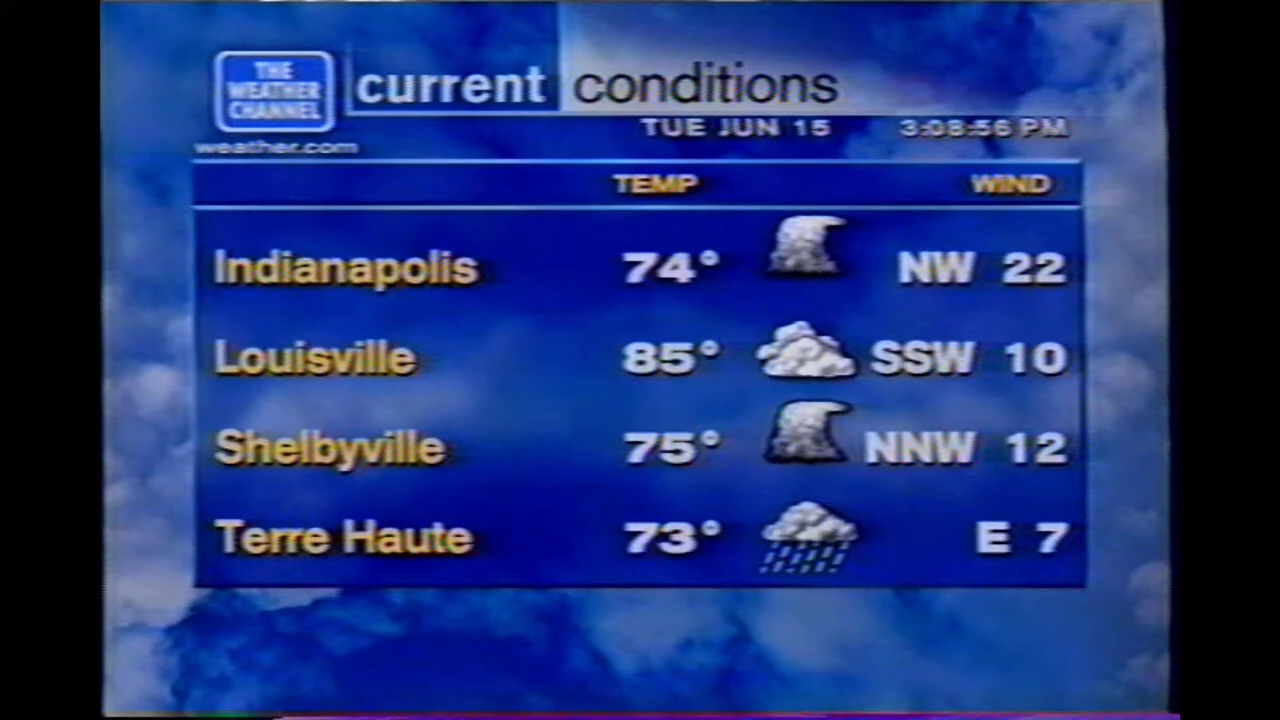 THE
WEATHER
CHANNEL
current conditions
weather.com
TUE JUN 15 3:08:56 PM
TEMP WIND
Indianapolis 74° NW 22
Louisville 85° SSW 10
Shelbyville 75° NNW 12
Terre Haute 73° E 7